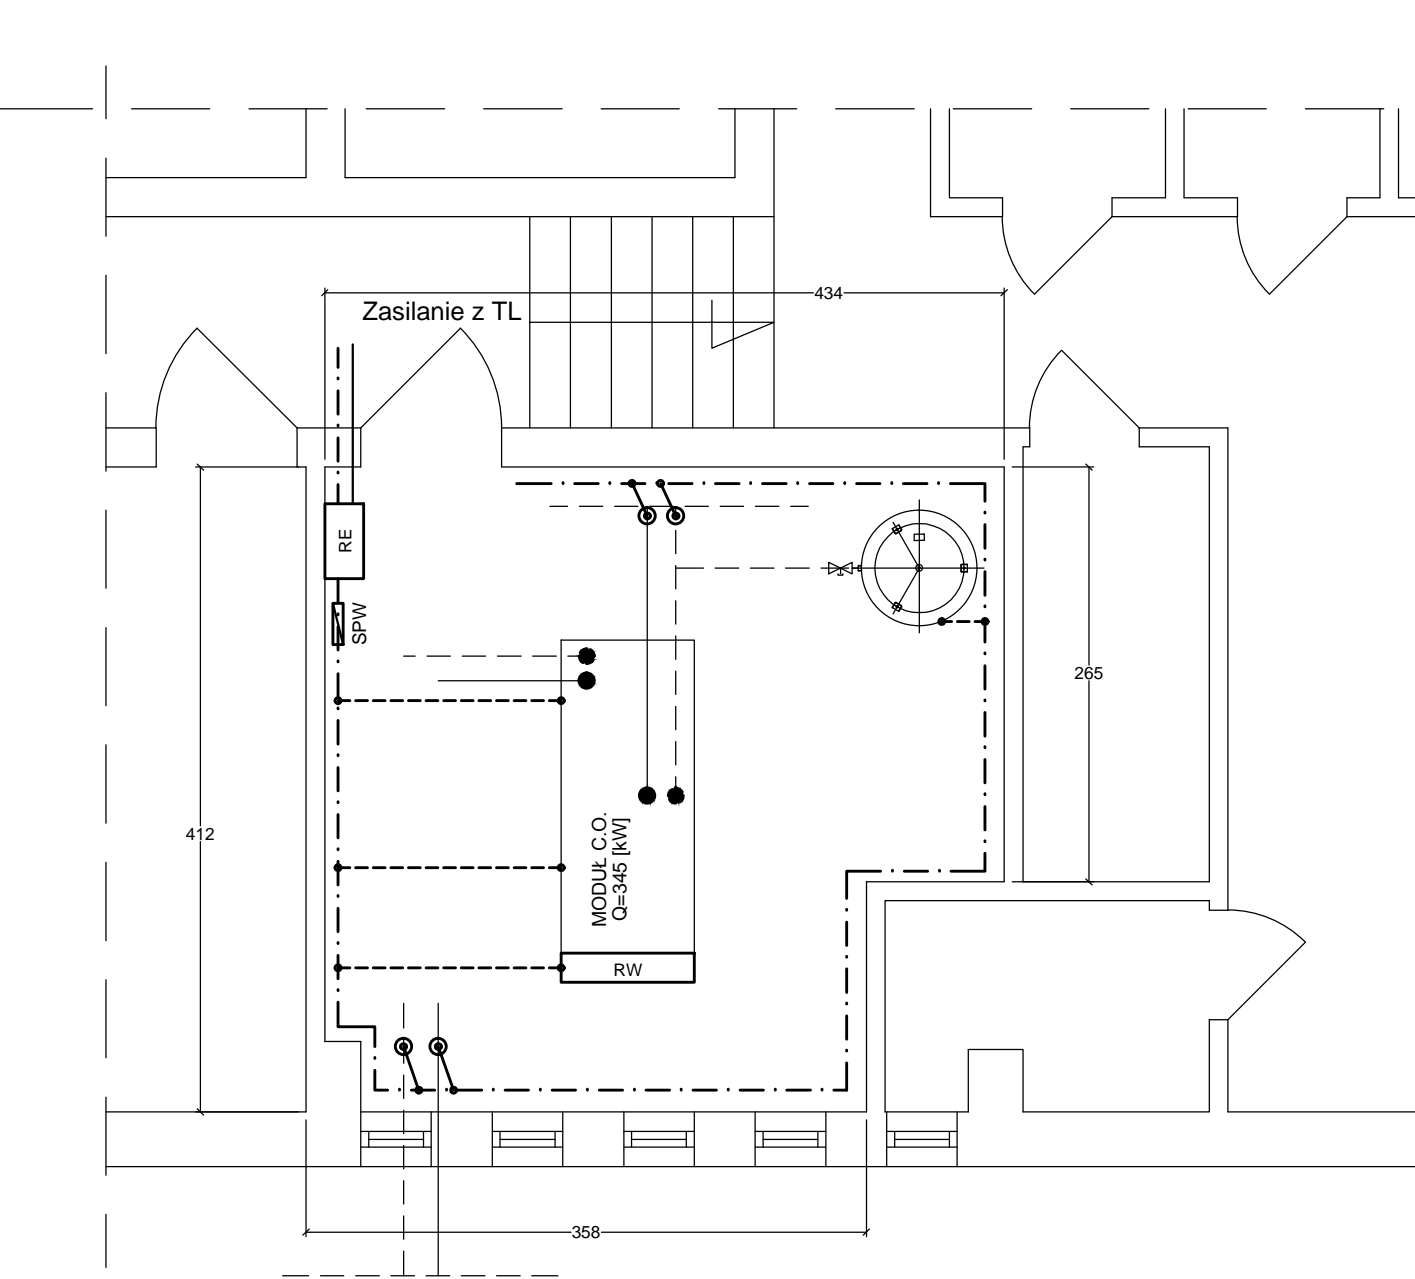 434
Zasilanie z TL
RE
SPW
265
412
MODUŁ C.O.
Q=345 [kW]
RW
358